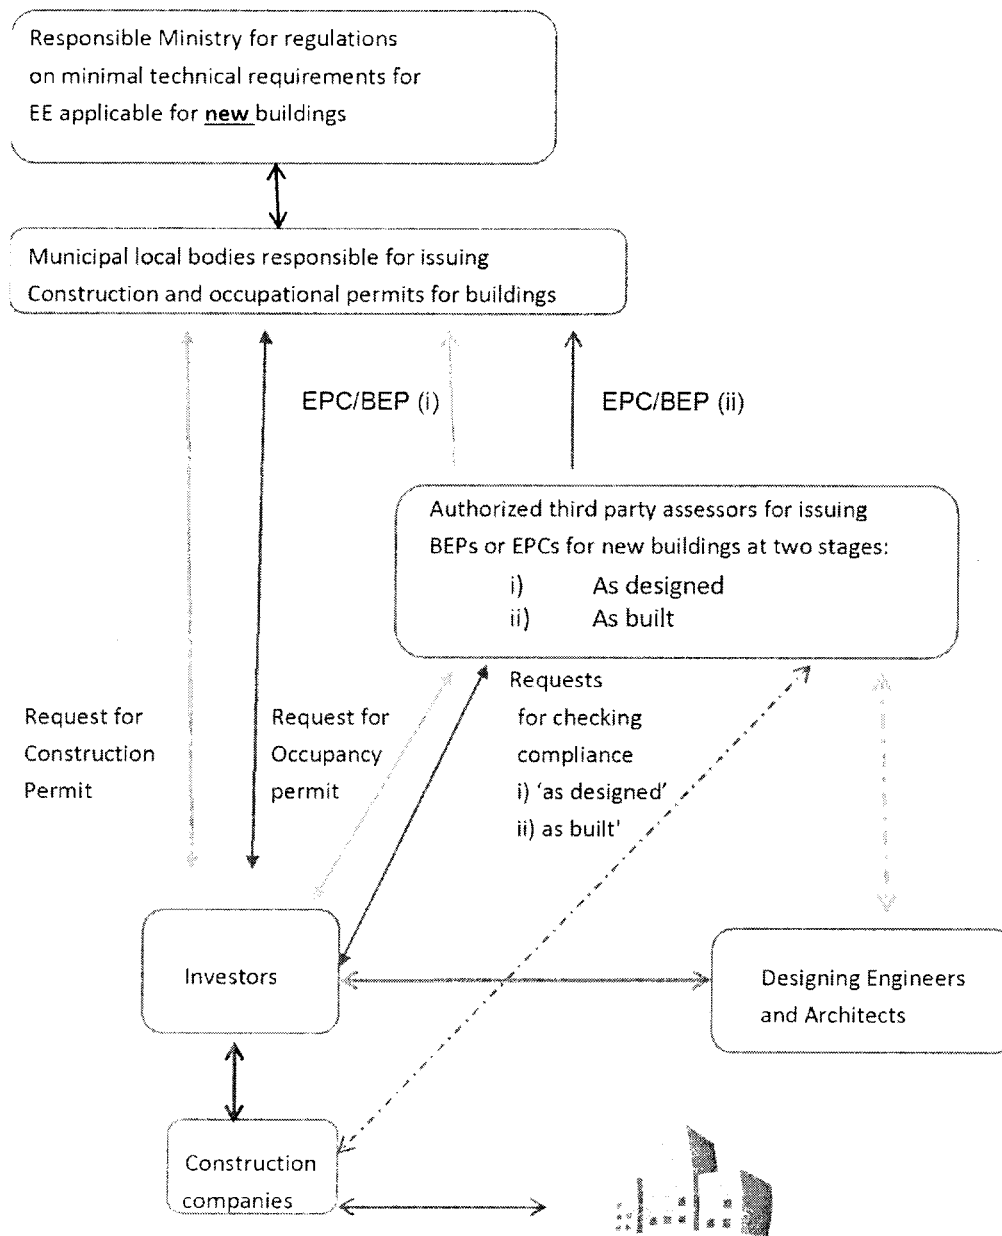 Responsible Ministry for regulations
on minimal technical requirements for
EE applicable for new buildings
Municipal local bodies responsible for issuing
Construction and occupational permits for buildings
EPC/BEP (i)
EPC/BEP (ii)
Authorized third party assessors for issuing
BEPs or EPCs for new buildings at two stages:
i) As designed
ii) As built
Request for
Construction
Permit
Request for
Occupancy
permit
Requests
for checking
compliance
i) ‘as designed’
ii) as built'
Investors
Designing Engineers
and Architects
Construction
companies